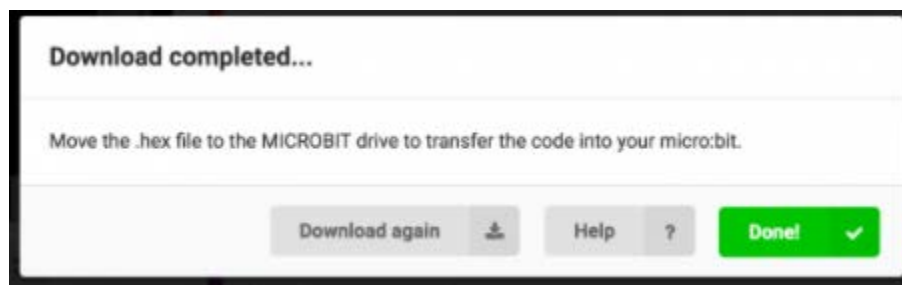 Download completed...
Move the .hex file to the MICROBIT drive to transfer the code into your micro:bit.
Download again
Help ?
Done!